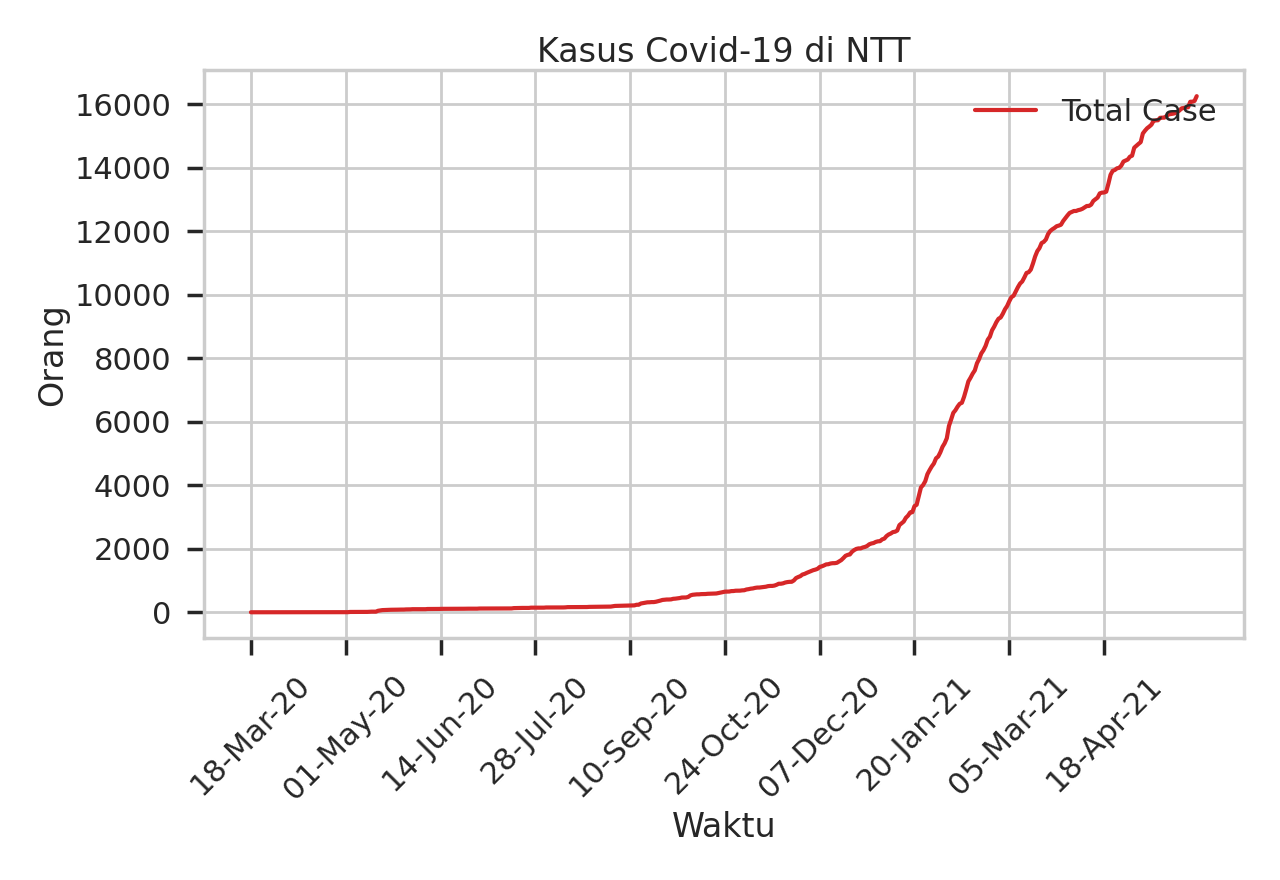 Kasus Covid-19 di NTT
Total Case
Orang
16000
14000
12000
10000
8000
6000
4000
2000
0
18-Mar-20
01-May-20
14-Jun-20
28-Jul-20
10-Sep-20
24-Oct-20
07-Dec-20
20-Jan-21
05-Mar-21
18-Apr-21
Waktu